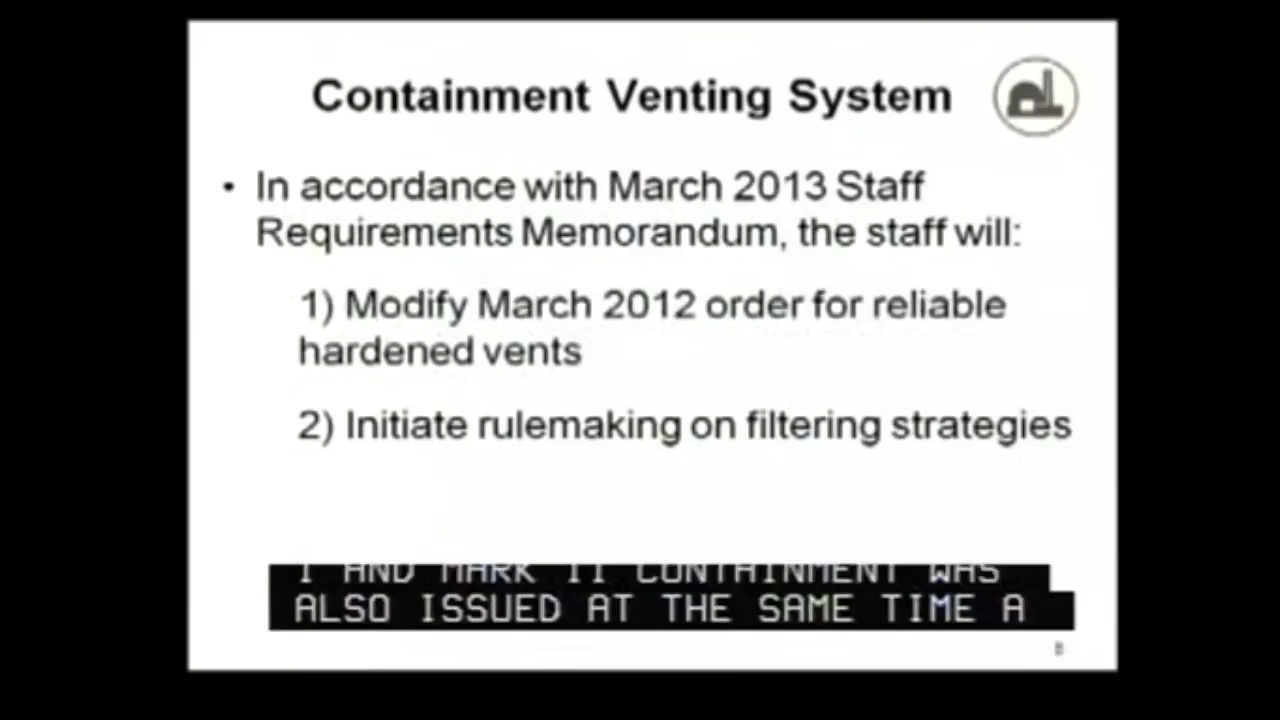 Containment Venting System
• In accordance with March 2013 Staff
Requirements Memorandum, the staff will:
1) Modify March 2012 order for reliable
hardened vents
2) Initiate rulemaking on filtering strategies
I AND MARK II CONTAINMENT WAS
ALSO ISSUED AT THE SAME TIME A